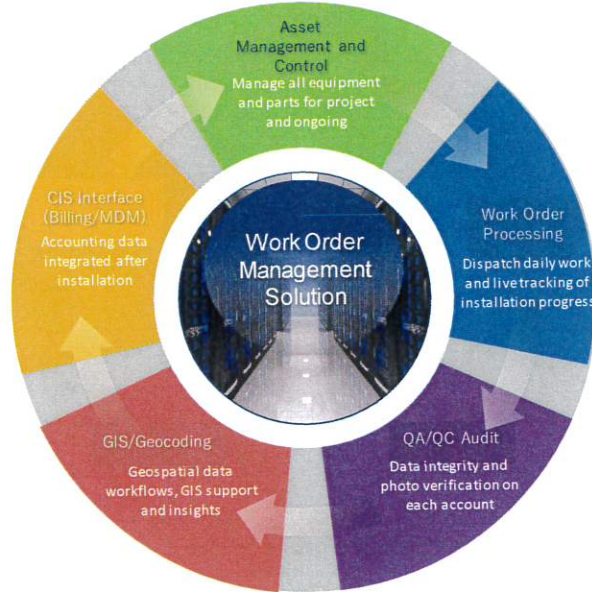 Asset
Management and
Control
Manage all equipment
and parts for project
and ongoing
Work Order
Processing
Dispatch daily work
and live tracking of
installation progress
QA/QC Audit
Data integrity and
photo verification on
each account
GIS/Geocoding
Geospatial data
workflows, GIS support
and insights
CIS Interface
(Billing/MDM)
Accounting data
integrated after
installation
Work Order
Management
Solution